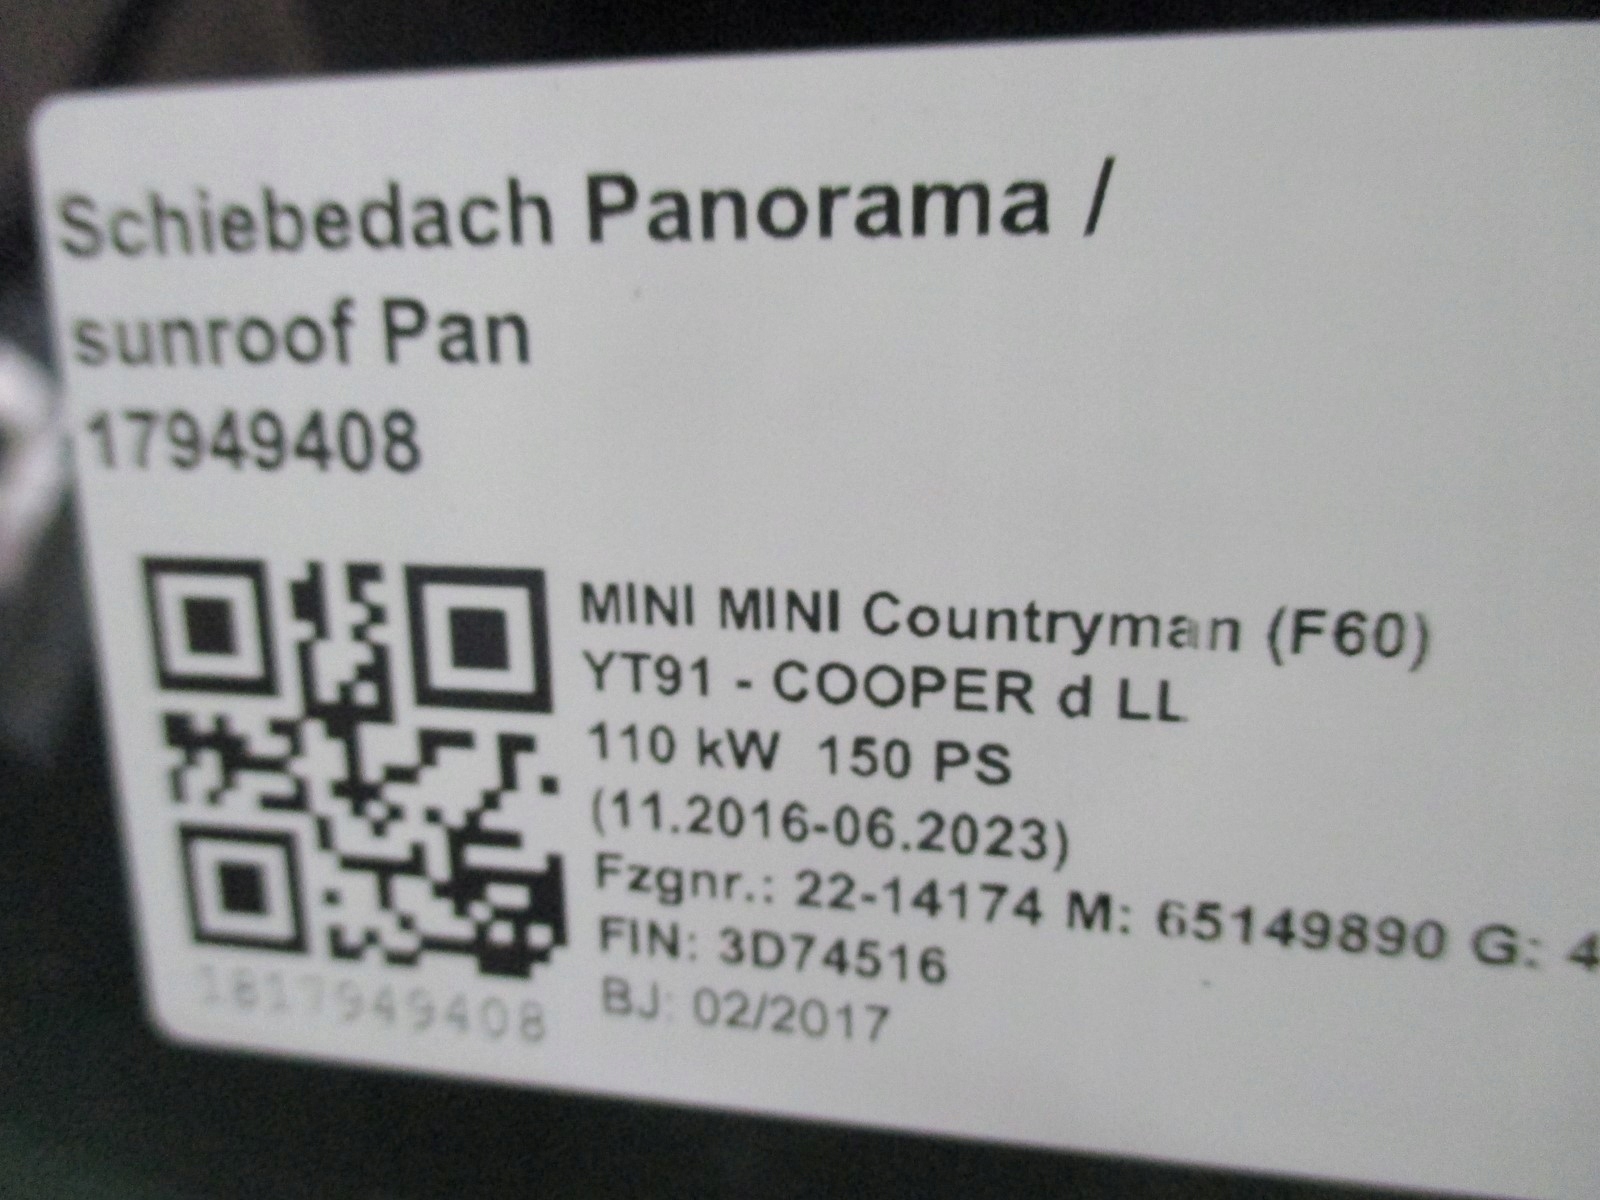 Schiebedach Panorama /
sunroof Pan
17949408
MINI MINI Countryman (F60)
YT91 - COOPER d LL
110 kW 150 PS
(11.2016-06.2023)
Fzgnr.: 22-14174 M: 65149890 G: 4
FIN: 3D74516
BJ: 02/2017
1817949408